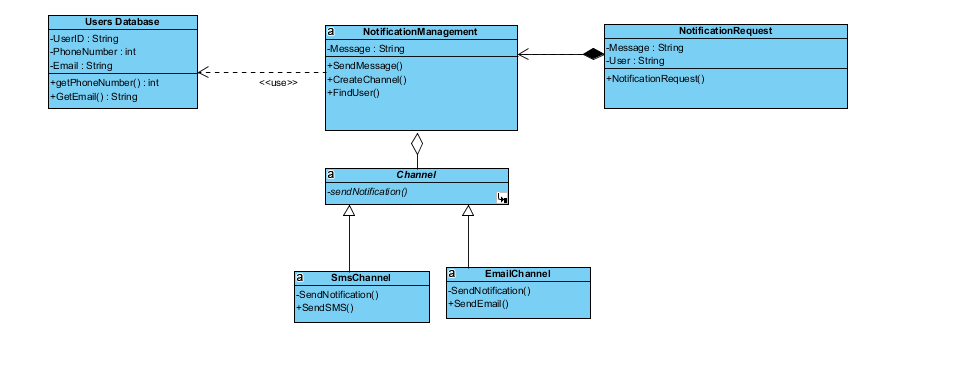 Users Database
-UserID : String
-PhoneNumber : int
-Email : String
+getPhoneNumber() : int
+GetEmail() : String
<<use>>
a
NotificationManagement
-Message : String
+SendMessage()
+CreateChannel()
+FindUser()
NotificationRequest
-Message : String
-User : String
+NotificationRequest()
a
Channel
-sendNotification()
a
SmsChannel
-SendNotification()
+SendSMS()
a
EmailChannel
-SendNotification()
+SendEmail()